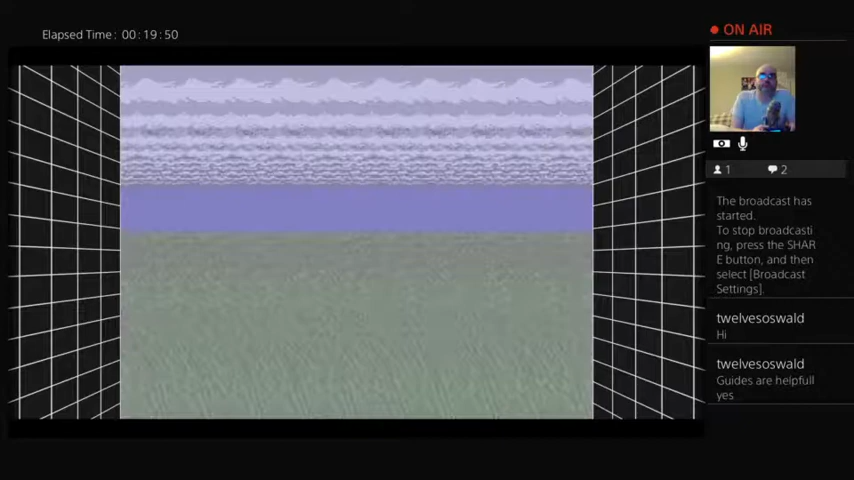 Elapsed Time : 00:19:50
ON AIR
1
2
The broadcast has
started.
To stop broadcasti
ng, press the SHAR
E button, and then
select [Broadcast
Settings].
twelvesoswald
Hi
twelvesoswald
Guides are helpfull
yes